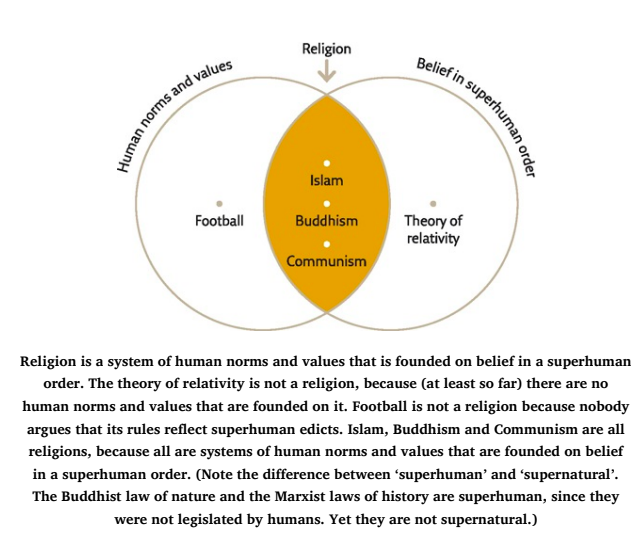 Religion
Human norms and values
Belief in superhuman order
Islam
Football
Buddhism
Theory of
relativity
Communism
Religion is a system of human norms and values that is founded on belief in a superhuman
order. The theory of relativity is not a religion, because (at least so far) there are no
human norms and values that are founded on it. Football is not a religion because nobody
argues that its rules reflect superhuman edicts. Islam, Buddhism and Communism are all
religions, because all are systems of human norms and values that are founded on belief
in a superhuman order. (Note the difference between ‘superhuman’ and ‘supernatural’.
The Buddhist law of nature and the Marxist laws of history are superhuman, since they
were not legislated by humans. Yet they are not supernatural.)